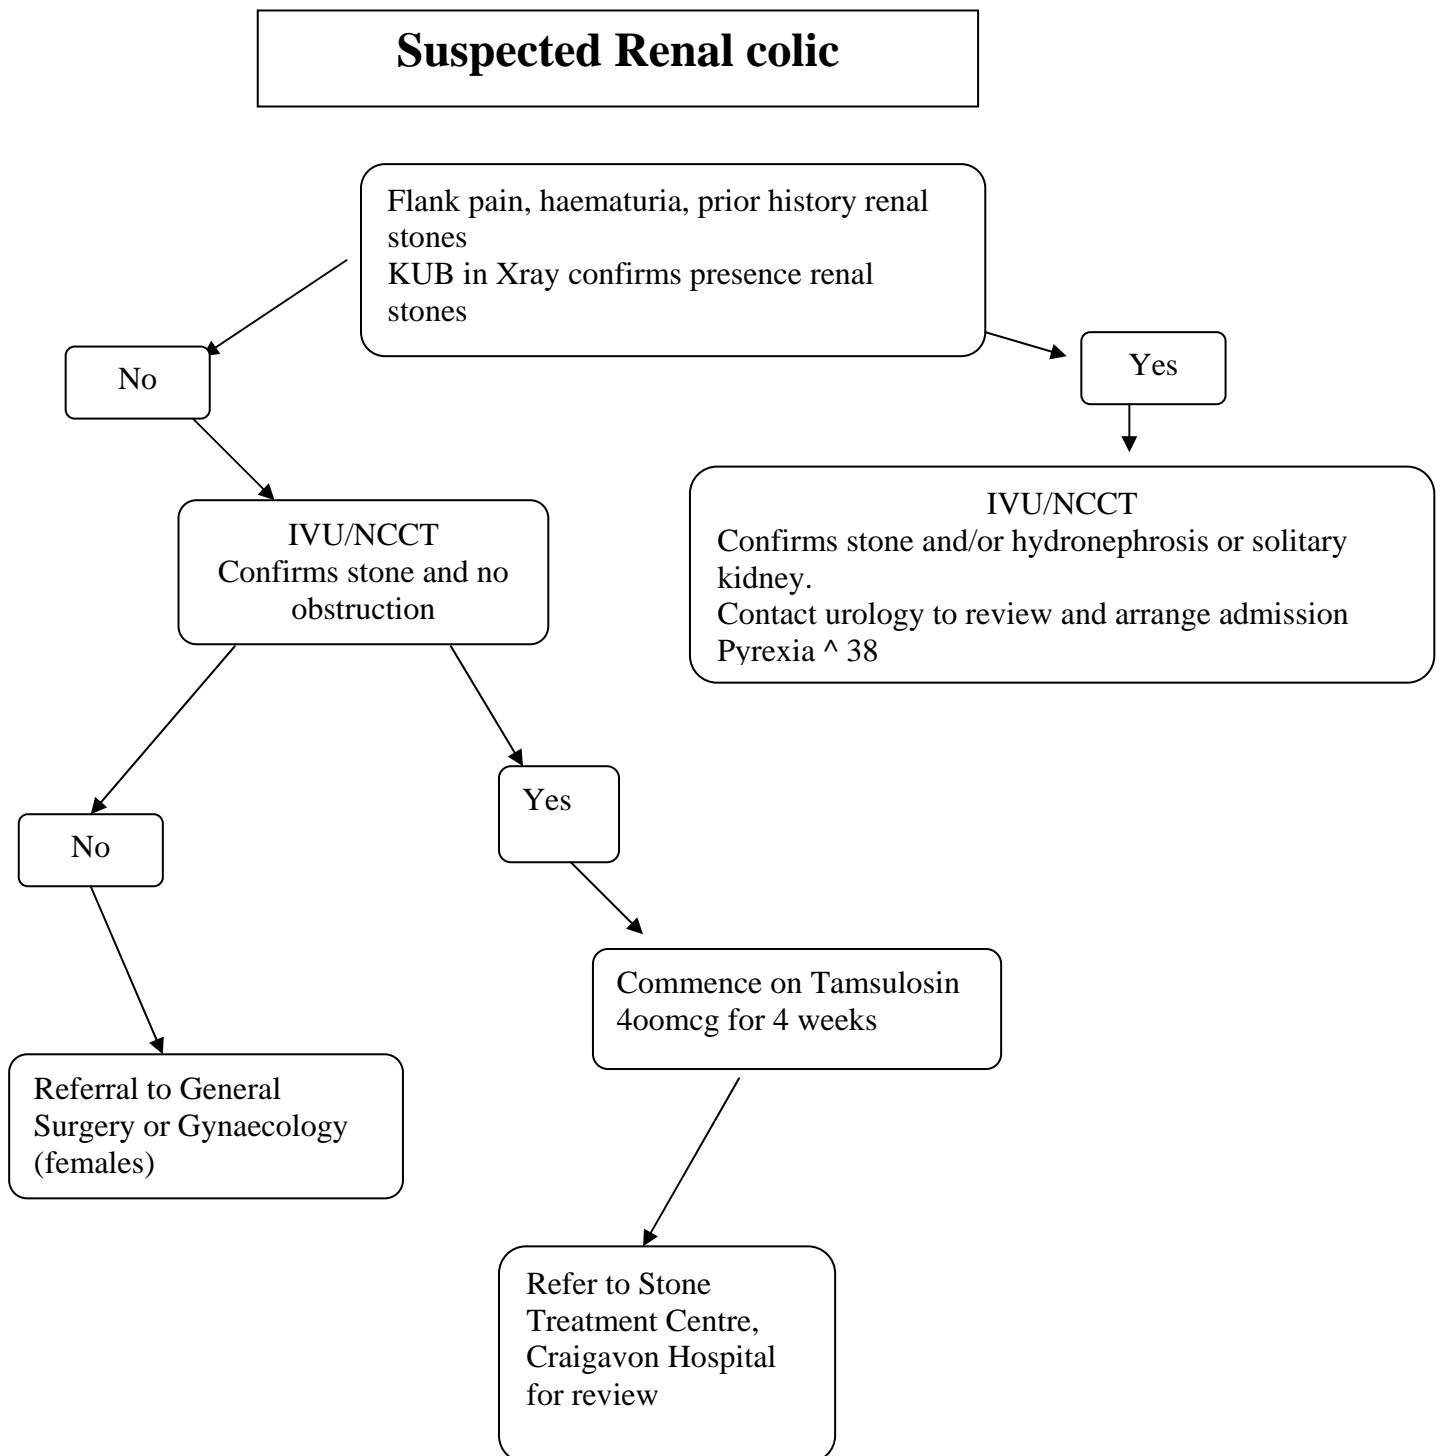 Suspected Renal colic
Flank pain, haematuria, prior history renal
stones
KUB in Xray confirms presence renal
stones
No
Yes
IVU/NCCT
Confirms stone and no
obstruction
IVU/NCCT
Confirms stone and/or hydronephrosis or solitary
kidney.
Contact urology to review and arrange admission
Pyrexia ^ 38
No
Yes
Commence on Tamsulosin
4oomcg for 4 weeks
Referral to General
Surgery or Gynaecology
(females)
Refer to Stone
Treatment Centre,
Craigavon Hospital
for review